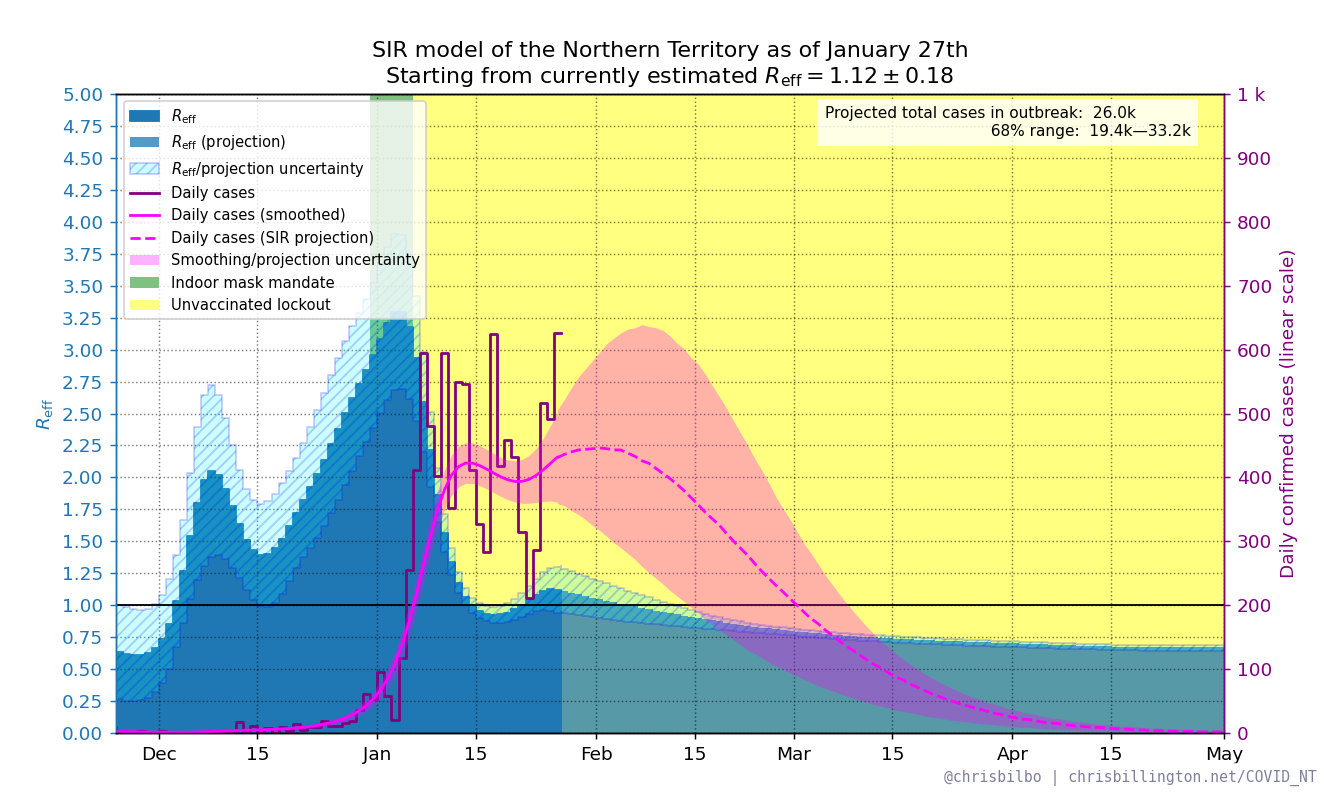 SIR model of the Northern Territory as of January 27th
Starting from currently estimated Reff = 1.12 ± 0.18
Reff
Reff (projection)
Reff/projection uncertainty
Daily cases
Daily cases (smoothed)
Daily cases (SIR projection)
Smoothing/projection uncertainty
Indoor mask mandate
Unvaccinated lockout
Projected total cases in outbreak: 26.0k
68% range: 19.4k—33.2k
Reff
5.00
4.75
4.50
4.25
4.00
3.75
3.50
3.25
3.00
2.75
2.50
2.25
2.00
1.75
1.50
1.25
1.00
0.75
0.50
0.25
0.00
1 k
900
800
700
600
500
400
300
200
100
0
Daily confirmed cases (linear scale)
Dec 15 Jan 15 Feb 15 Mar 15 Apr 15 May
@chrisbilbo | chrisbillington.net/COVID_NT